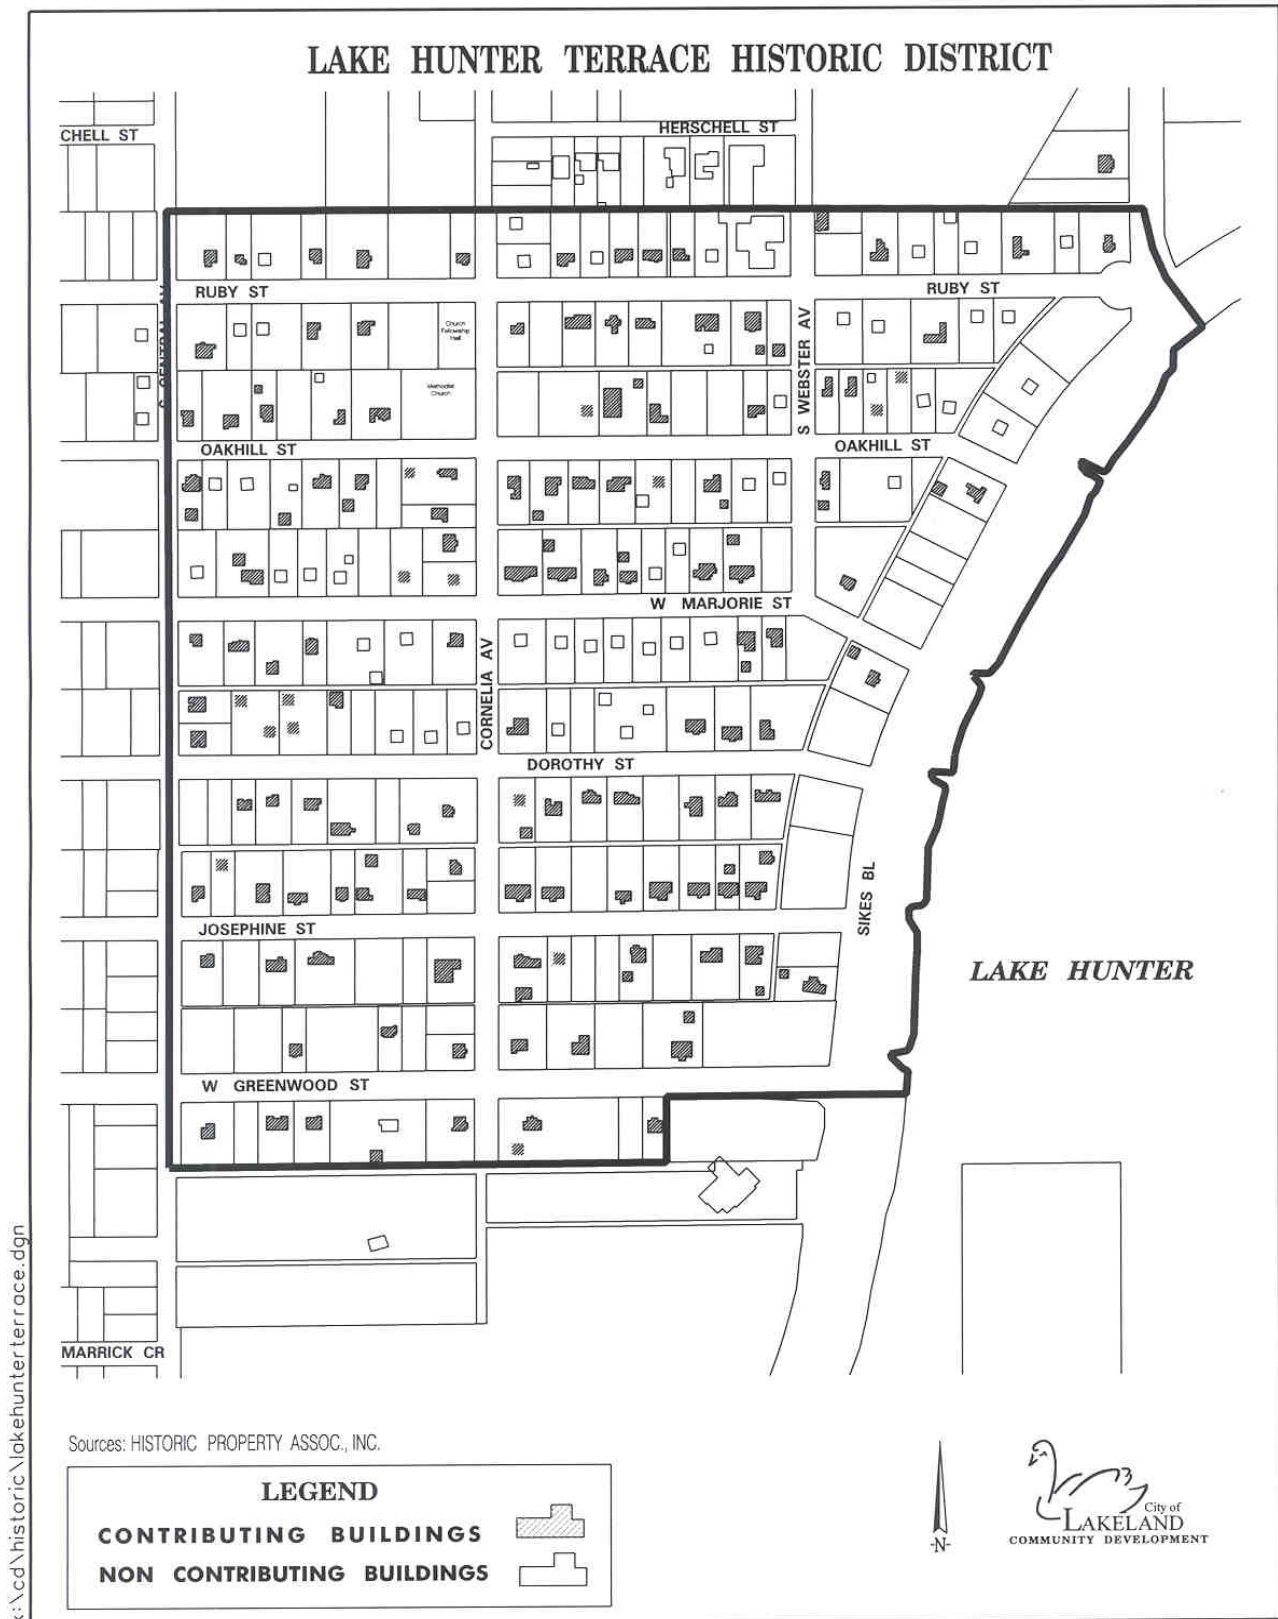 LAKE HUNTER TERRACE HISTORIC DISTRICT
CHELL ST
HERSCHELL ST
RUBY ST
RUBY ST
S CENTRAL AV
Church
Fellowship
Hall
S WEBSTER AV
Methodist
Church
OAKHILL ST
OAKHILL ST
W MARJORIE ST
CORNELIA AV
DOROTHY ST
SIKES BL
JOSEPHINE ST
LAKE HUNTER
W GREENWOOD ST
MARRICK CR
Sources: HISTORIC PROPERTY ASSOC., INC.
LEGEND
CONTRIBUTING BUILDINGS
NON CONTRIBUTING BUILDINGS
-N-
City of
LAKELAND
COMMUNITY DEVELOPMENT
:\cd\historic\lakehunterterrace.dgn